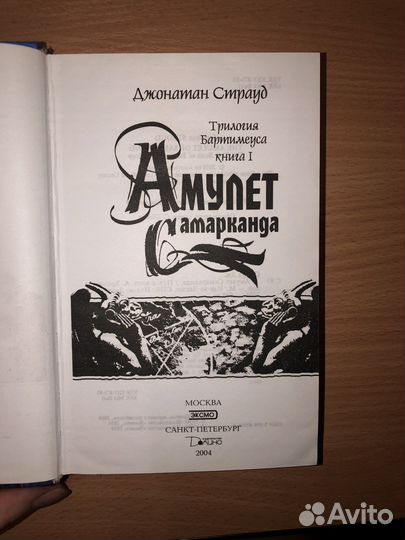 Джонатан Страуд
Трилогия
Бартимеуса
книга I
Амулет
Самарканда
МОСКВА
ЭКСМО
САНКТ-ПЕТЕРБУРГ
Домино
2004
Avito